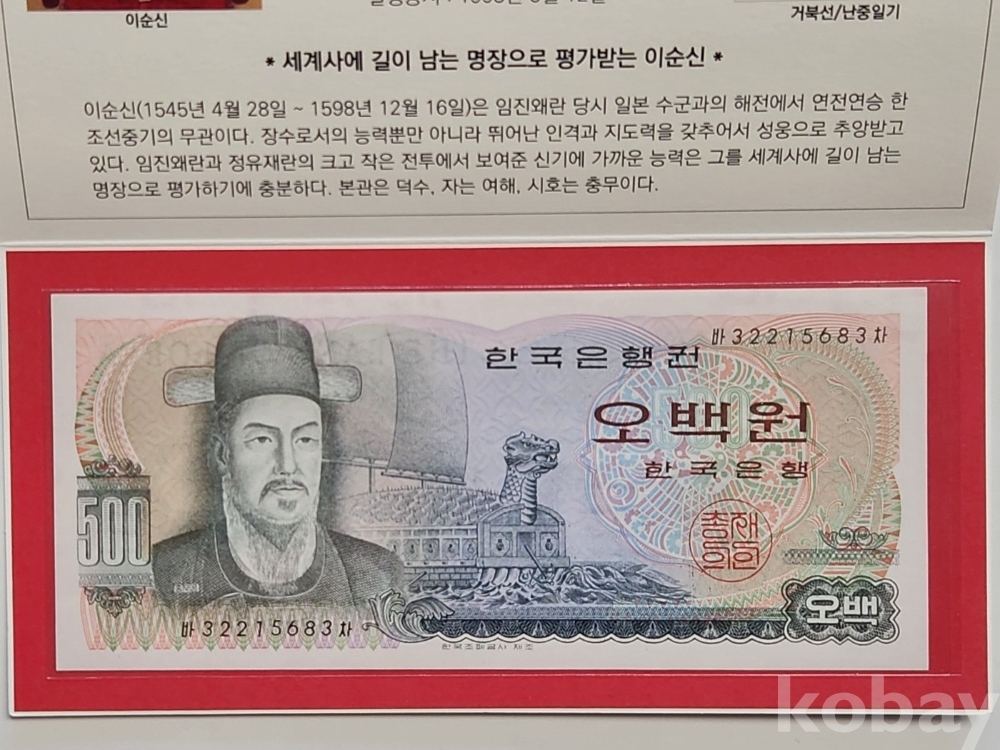 이순신
거북선/난중일기
* 세계사에 길이 남는 명장으로 평가받는 이순신 *
이순신(1545년 4월 28일 ~ 1598년 12월 16일)은 임진왜란 당시 일본 수군과의 해전에서 연전연승 한
조선중기의 무관이다. 장수로서의 능력뿐만 아니라 뛰어난 인격과 지도력을 갖추어서 성웅으로 추앙받고
있다. 임진왜란과 정유재란의 크고 작은 전투에서 보여준 신기에 가까운 능력은 그를 세계사에 길이 남는
명장으로 평가하기에 충분하다. 본관은 덕수, 자는 여해, 시호는 충무이다.
바32215683차
한국은행권
오백원
한국은행
500
총재
의인
오백
바32215683차
한국조폐공사 제조
kobay